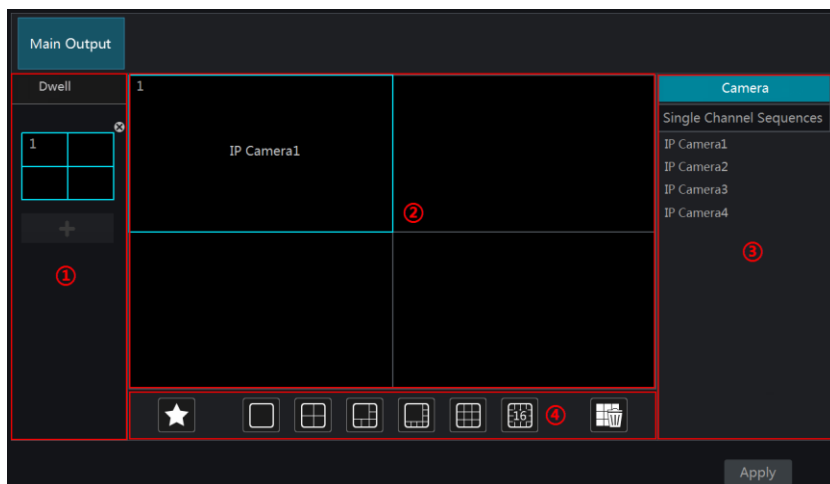 Main Output
Dwell
1
Camera
Single Channel Sequences
1
IP Camera1
IP Camera1
IP Camera2
IP Camera3
IP Camera4
①
②
③
16
④
Apply